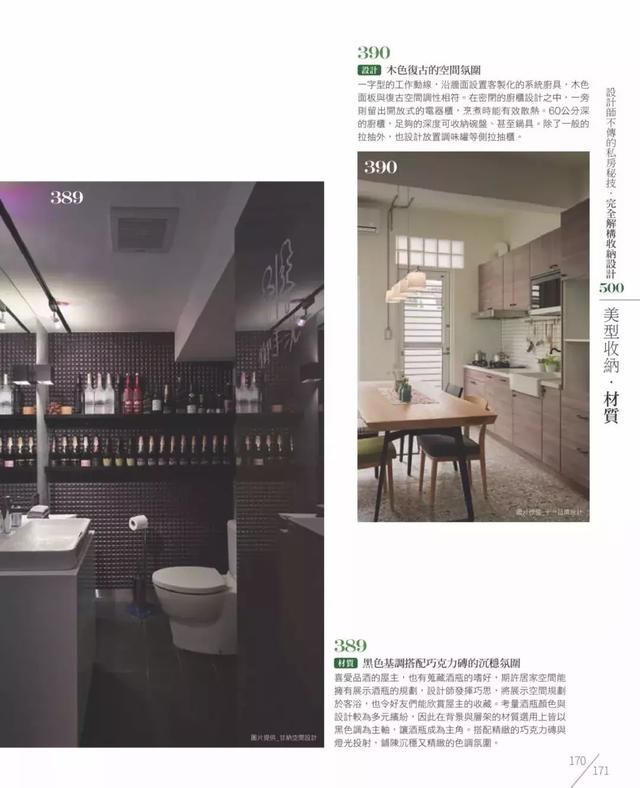 390
設計 木色復古的空間氛圍
一字型的工作動線，沿牆面設置客製化的系統廚具，木色
面板與復古空間調性相符。在密閉的廚櫃設計之中，一旁
則留出開放式的電器櫃，烹煮時能有效散熱。60公分深
的廚櫃，足夠的深度可收納碗盤、甚至鍋具。除了一般的
拉抽外，也設計放置調味罐等側拉抽櫃。
390
389
設計師不傳的私房秘技・完全解構收納設計500
美型收納・材質
圖片提供_甘納空間設計
389
材質 黑色基調搭配巧克力磚的沉穩氛圍
喜愛品酒的屋主，也有蒐藏酒瓶的嗜好，期許居家空間能
擁有展示酒瓶的規劃，設計師發揮巧思，將展示空間規劃
於客浴，也令好友們能欣賞屋主的收藏。考量酒瓶顏色與
設計較為多元繽紛，因此在背景與層架的材質選用上皆以
黑色調為主軸，讓酒瓶成為主角。搭配精緻的巧克力磚與
燈光投射，鋪陳沉穩又精緻的色調氛圍。
170
171